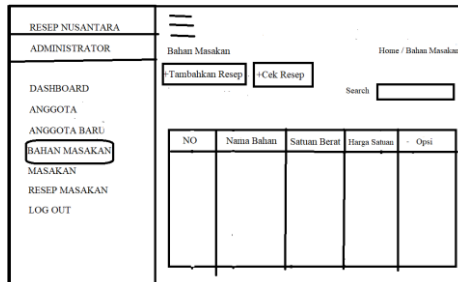 RESEP NUSANTARA
ADMINISTRATOR
DASHBOARD
ANGGOTA
ANGGOTA BARU
BAHAN MASAKAN
MASAKAN
RESEP MASAKAN
LOG OUT
Bahan Masakan
Home / Bahan Masakan
+Tambahkan Resep
+Cek Resep
Search
NO Nama Bahan Satuan Berat Harga Satuan Opsi